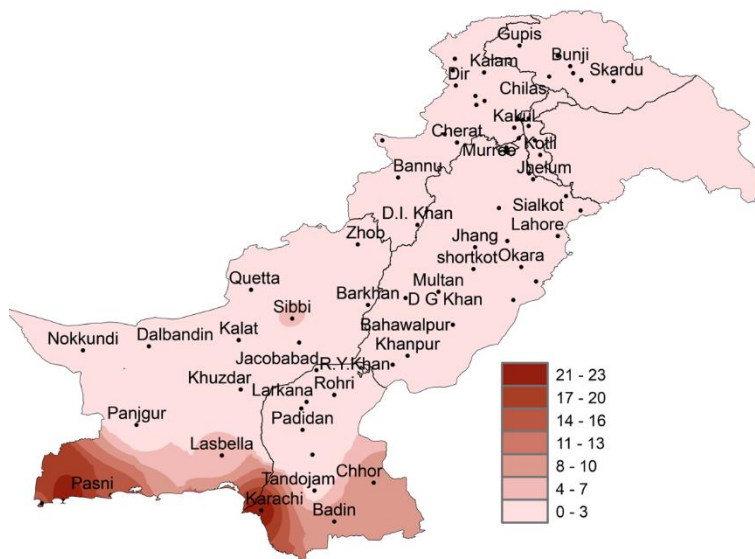 Gupis
Bunji
Kalam
Dir
Skardu
Chilas
Kakul
Cherat
Murree
Kotli
Bannu
Jhelum
Sialkot
D.I. Khan
Lahore
Zhob
Jhang
shortkot
Okara
Quetta
Multan
Barkhan
D G Khan
Sibbi
Bahawalpur
Nokkundi
Dalbandin
Kalat
Khanpur
Jacobabad
R.Y.Khan
Khuzdar
Larkana
Rohri
Panjgur
Padidan
Lasbella
Chhor
Pasni
Tandojam
Karachi
Badin
21 - 23
17 - 20
14 - 16
11 - 13
8 - 10
4 - 7
0 - 3